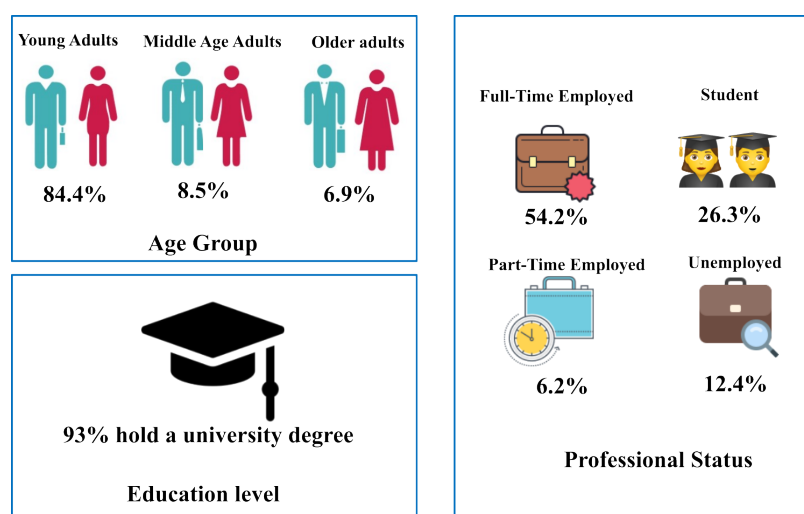 Young Adults
Middle Age Adults
Older adults
84.4%
8.5%
6.9%
Age Group
93% hold a university degree
Education level
Full-Time Employed
Student
54.2%
26.3%
Part-Time Employed
Unemployed
6.2%
12.4%
Professional Status